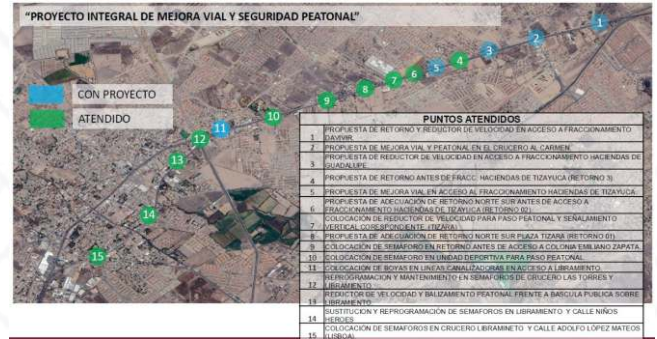 “PROYECTO INTEGRAL DE MEJORA VIAL Y SEGURIDAD PEATONAL”
1
2
3
4
5
6
7
8
9
10
11
12
13
14
15
CON PROYECTO
ATENDIDO
PUNTOS ATENDIDOS
PROPUESTA DE RETORNO Y REDUCTOR DE VELOCIDAD EN ACCESO A FRACCIONAMIENTO
1 DAVIVIR.
2 PROPUESTA DE MEJORA VIAL Y PEATONAL EN EL CRUCERO AL CARMEN.
PROPUESTA DE REDUCTOR DE VELOCIDAD EN ACCESO A FRACCIONAMIENTO HACIENDAS DE
3 GUADALUPE.
4 PROPUESTA DE RETORNO ANTES DE FRACC. HACIENDAS DE TIZAYUCA (RETORNO 3)
5 PROPUESTA DE MEJORA VIAL EN ACCESO AL FRACCIONAMIENTO HACIENDAS DE TIZAYUCA.
PROPUESTA DE ADECUACIÓN DE RETORNO NORTE SUR ANTES DE ACCESO A
6 FRACCIONAMIENTO HACIENDAS DE TIZAYUCA (RETORNO 02)
COLOCACIÓN DE REDUCTOR DE VELOCIDAD PARA PASO PEATONAL Y SEÑALAMIENTO
7 VERTICAL CORESPONDIENTE. (TIZARA)
8 PROPUESTA DE ADECUACIÓN DE RETORNO NORTE SUR PLAZA TIZARA (RETORNO 01)
9 COLOCACIÓN DE SEMÁFORO EN RETORNO ANTES DE ACCESO A COLONIA EMILIANO ZAPATA.
10 COLOCACIÓN DE SEMAFORO EN UNIDAD DEPORTIVA PARA PASO PEATONAL.
11 COLOCACIÓN DE BOYAS EN LINEAS CANALIZADORAS EN ACCESO A LIBRAMIENTO.
REPROGRAMACION Y MANTENIMIENTO EN SEMAFOROS DE CRUCERO LAS TORRES Y
12 LIBRAMIENTO
REDUCTOR DE VELOCIDAD Y BALIZAMIENTO PEATONAL FRENTE A BASCULA PUBLICA SOBRE
13 LIBRAMIENTO
SUSTITUCION Y REPROGRAMACIÓN DE SEMAFOROS EN LIBRAMIENTO Y CALLE NIÑOS
14 HEROES
COLOCACIÓN DE SEMAFOROS EN CRUCERO LIBRAMINETO Y CALLE ADOLFO LÓPEZ MATEOS
15 (LISBOA)